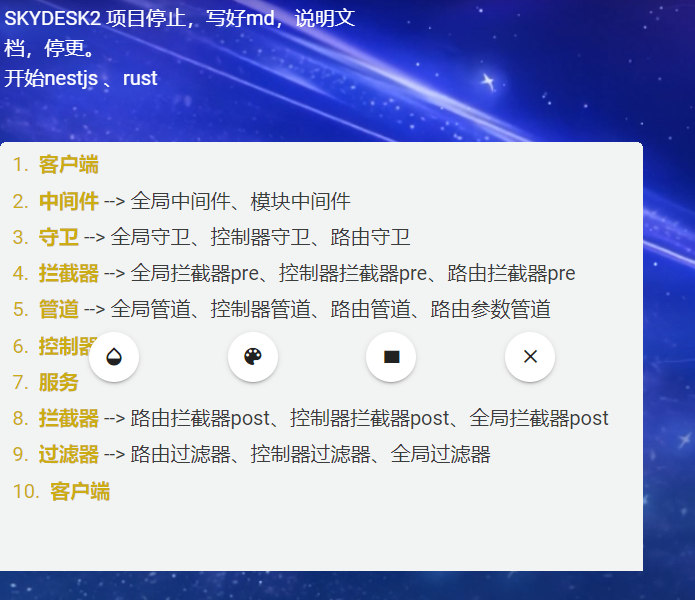 SKYDESK2 项目停止，写好md，说明文
档，停更。
开始nestjs 、rust
1. 客户端
2. 中间件 --> 全局中间件、模块中间件
3. 守卫 --> 全局守卫、控制器守卫、路由守卫
4. 拦截器 --> 全局拦截器pre、控制器拦截器pre、路由拦截器pre
5. 管道 --> 全局管道、控制器管道、路由管道、路由参数管道
6. 控制器
7. 服务
8. 拦截器 --> 路由拦截器post、控制器拦截器post、全局拦截器post
9. 过滤器 --> 路由过滤器、控制器过滤器、全局过滤器
10. 客户端